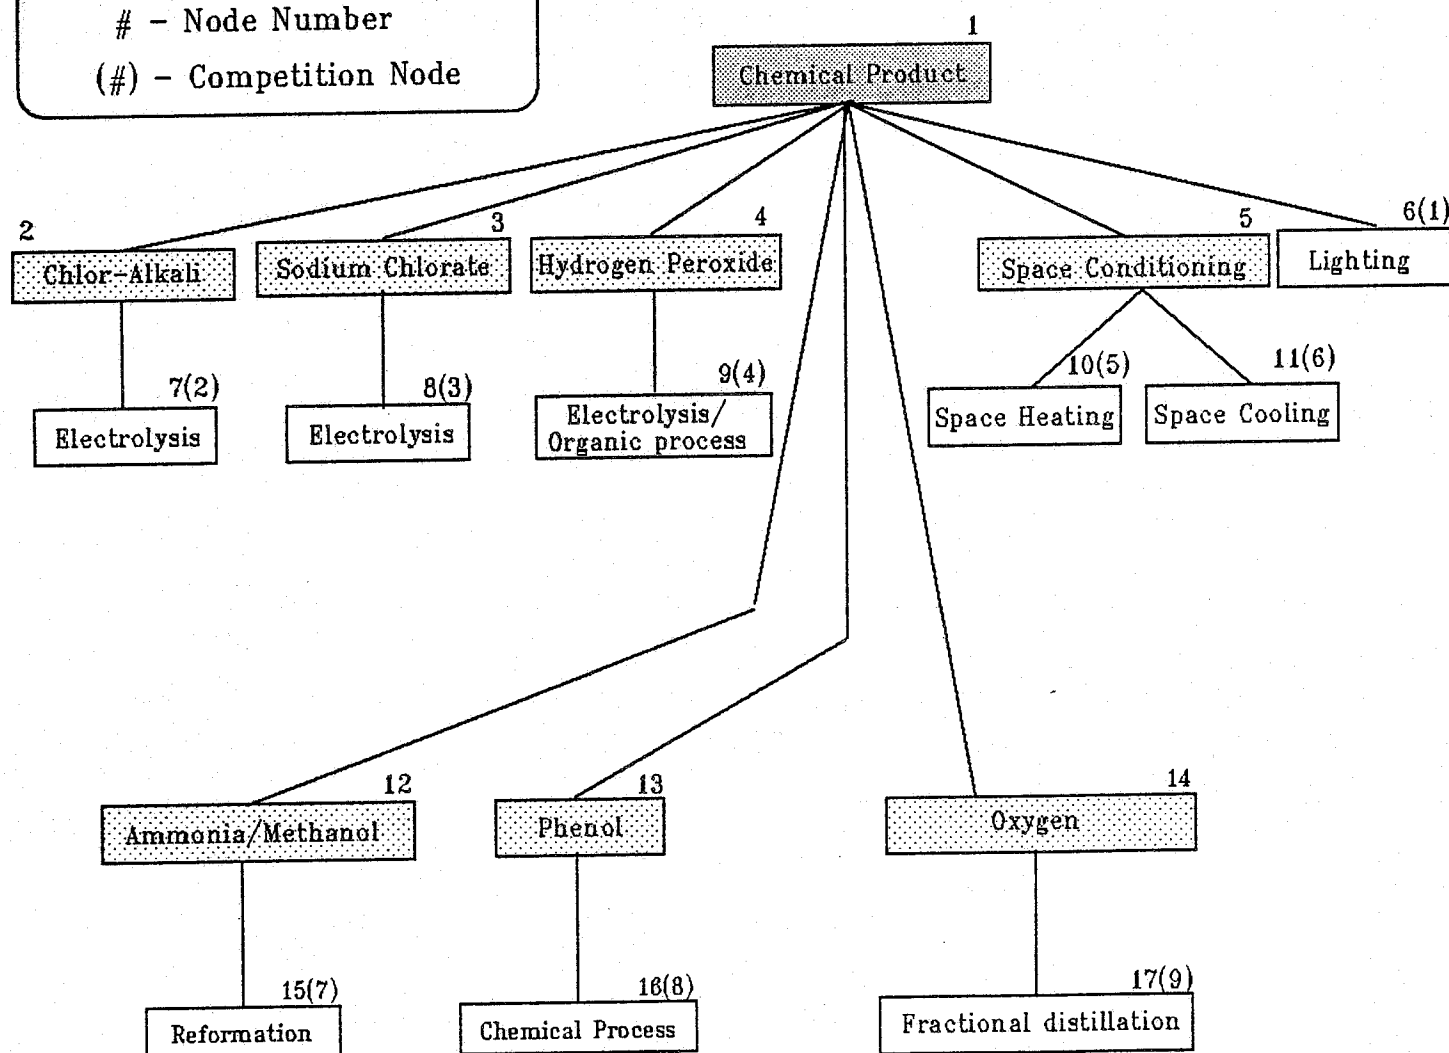 # - Node Number
(#) - Competition Node
1
Chemical Product
2
Chlor-Alkali
3
Sodium Chlorate
4
Hydrogen Peroxide
5
Space Conditioning
6(1)
Lighting
7(2)
Electrolysis
8(3)
Electrolysis
9(4)
Electrolysis/
Organic process
10(5)
Space Heating
11(6)
Space Cooling
12
Ammonia/Methanol
13
Phenol
14
Oxygen
15(7)
Reformation
16(8)
Chemical Process
17(9)
Fractional distillation